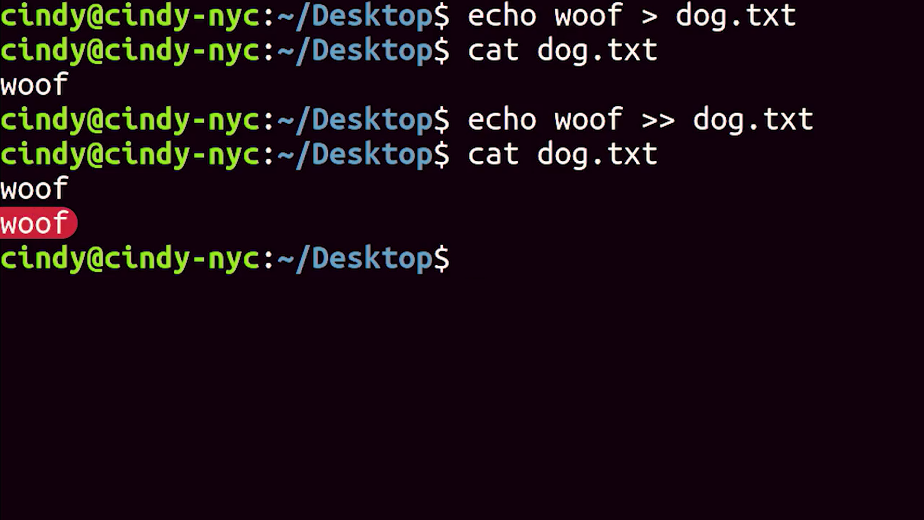 cindy@cindy-nyc:~/Desktop$ echo woof > dog.txt
cindy@cindy-nyc:~/Desktop$ cat dog.txt
woof
cindy@cindy-nyc:~/Desktop$ echo woof >> dog.txt
cindy@cindy-nyc:~/Desktop$ cat dog.txt
woof
woof
cindy@cindy-nyc:~/Desktop$